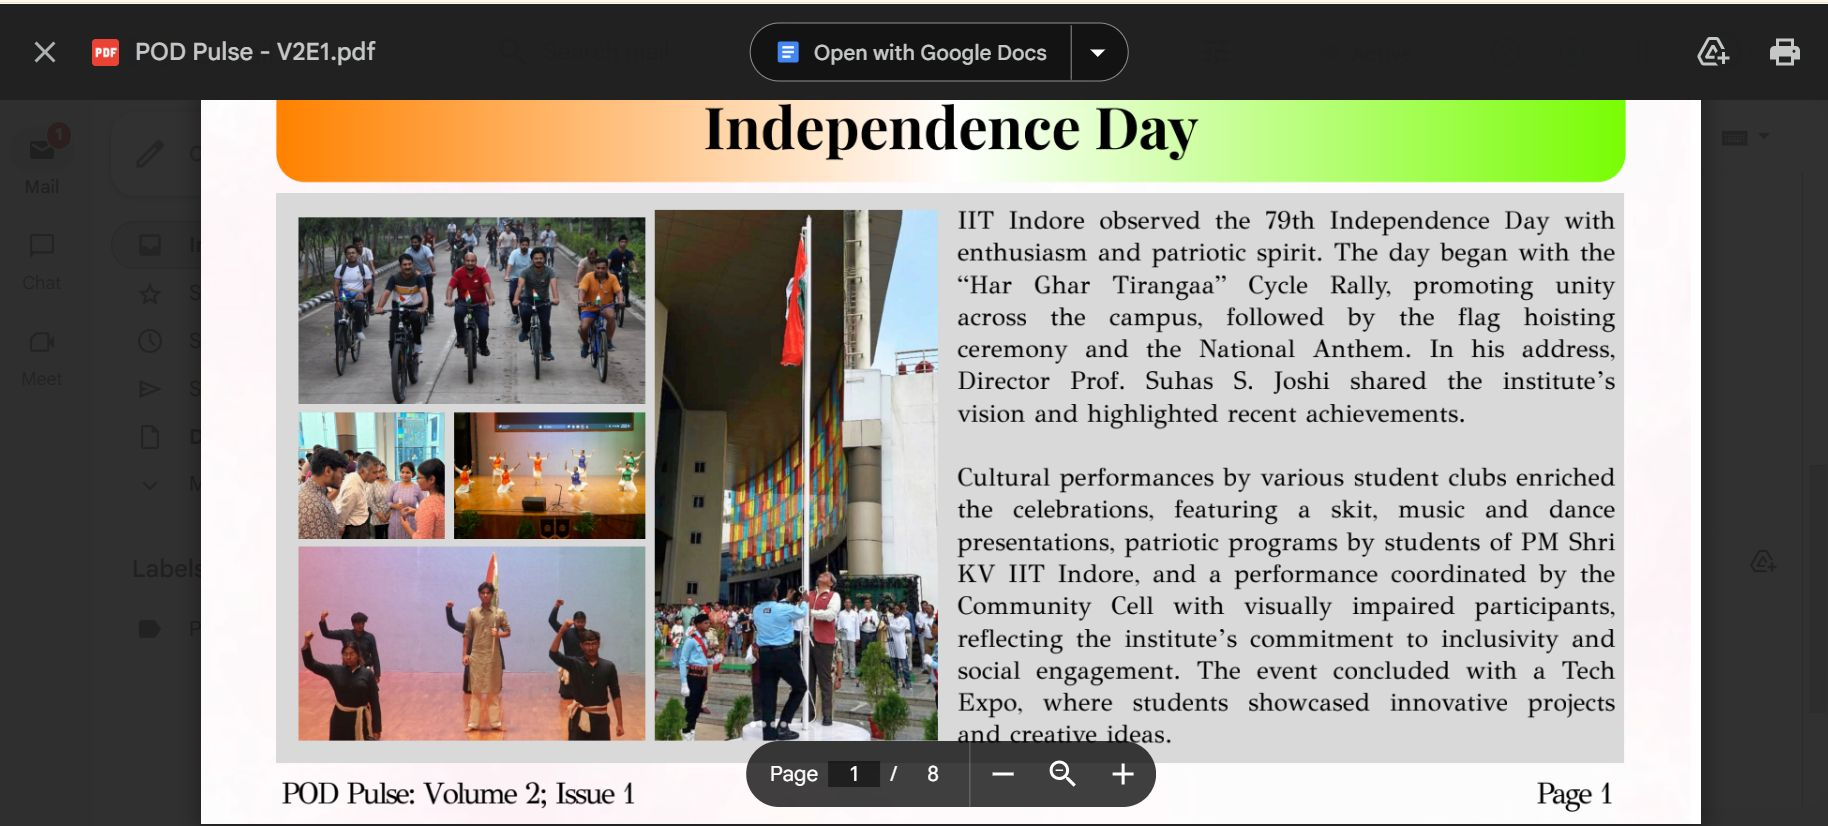 PDF
POD Pulse - V2E1.pdf
Open with Google Docs
1
Mail
Chat
Meet
Labels
Independence Day
IIT Indore observed the 79th Independence Day with
enthusiasm and patriotic spirit. The day began with the
“Har Ghar Tirangaa” Cycle Rally, promoting unity
across the campus, followed by the flag hoisting
ceremony and the National Anthem. In his address,
Director Prof. Suhas S. Joshi shared the institute’s
vision and highlighted recent achievements.
Cultural performances by various student clubs enriched
the celebrations, featuring a skit, music and dance
presentations, patriotic programs by students of PM Shri
KV IIT Indore, and a performance coordinated by the
Community Cell with visually impaired participants,
reflecting the institute’s commitment to inclusivity and
social engagement. The event concluded with a Tech
Expo, where students showcased innovative projects
and creative ideas.
Page 1 / 8
POD Pulse: Volume 2; Issue 1
Page 1